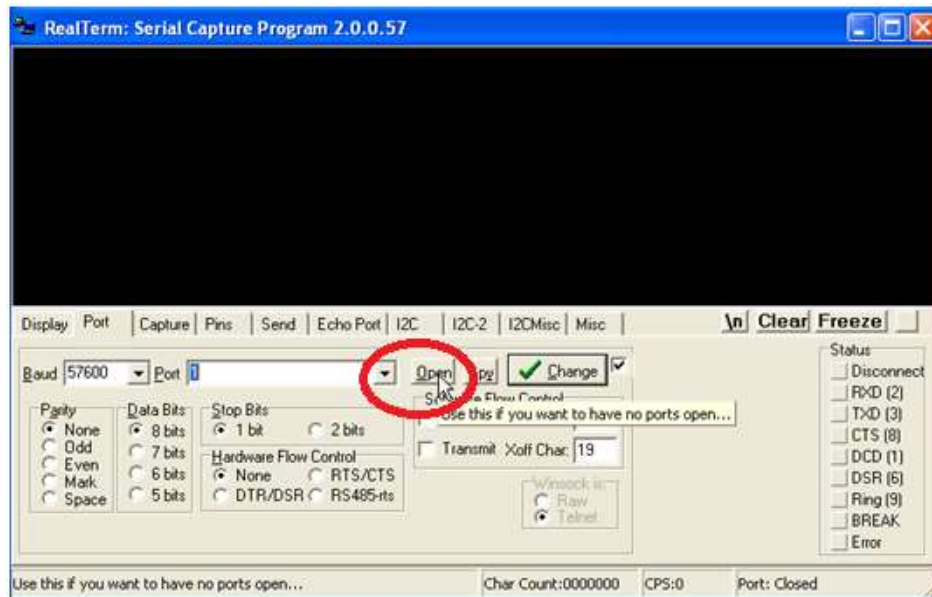 RealTerm: Serial Capture Program 2.0.0.57
Display Port Capture Pins Send Echo Port I2C I2C-2 I2CMisc Misc \n Clear Freeze
Baud 57600 Port 1 Open Spy Change
Status
Disconnect
RXD (2)
TXD (3)
CTS (8)
DCD (1)
DSR (6)
Ring (9)
BREAK
Error
Parity
None
Odd
Even
Mark
Space
Data Bits
8 bits
7 bits
6 bits
5 bits
Stop Bits
1 bit 2 bits
Hardware Flow Control
None RTS/CTS
DTR/DSR RS485-rts
Flow Control
Use this if you want to have no ports open...
Transmit Xoff Char: 19
Winsock is:
Raw
Telnet
Use this if you want to have no ports open... Char Count:0000000 CPS:0 Port: Closed